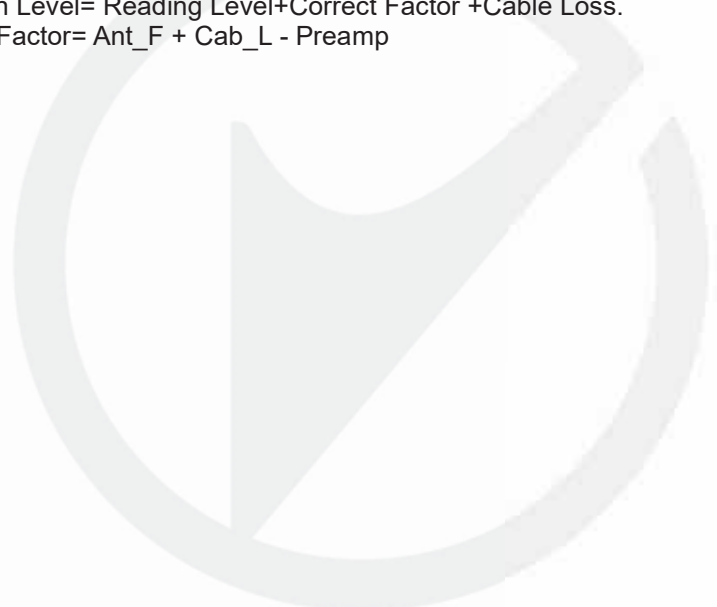 n Level= Reading Level+Correct Factor +Cable Loss.
Factor= Ant_F + Cab_L - Preamp